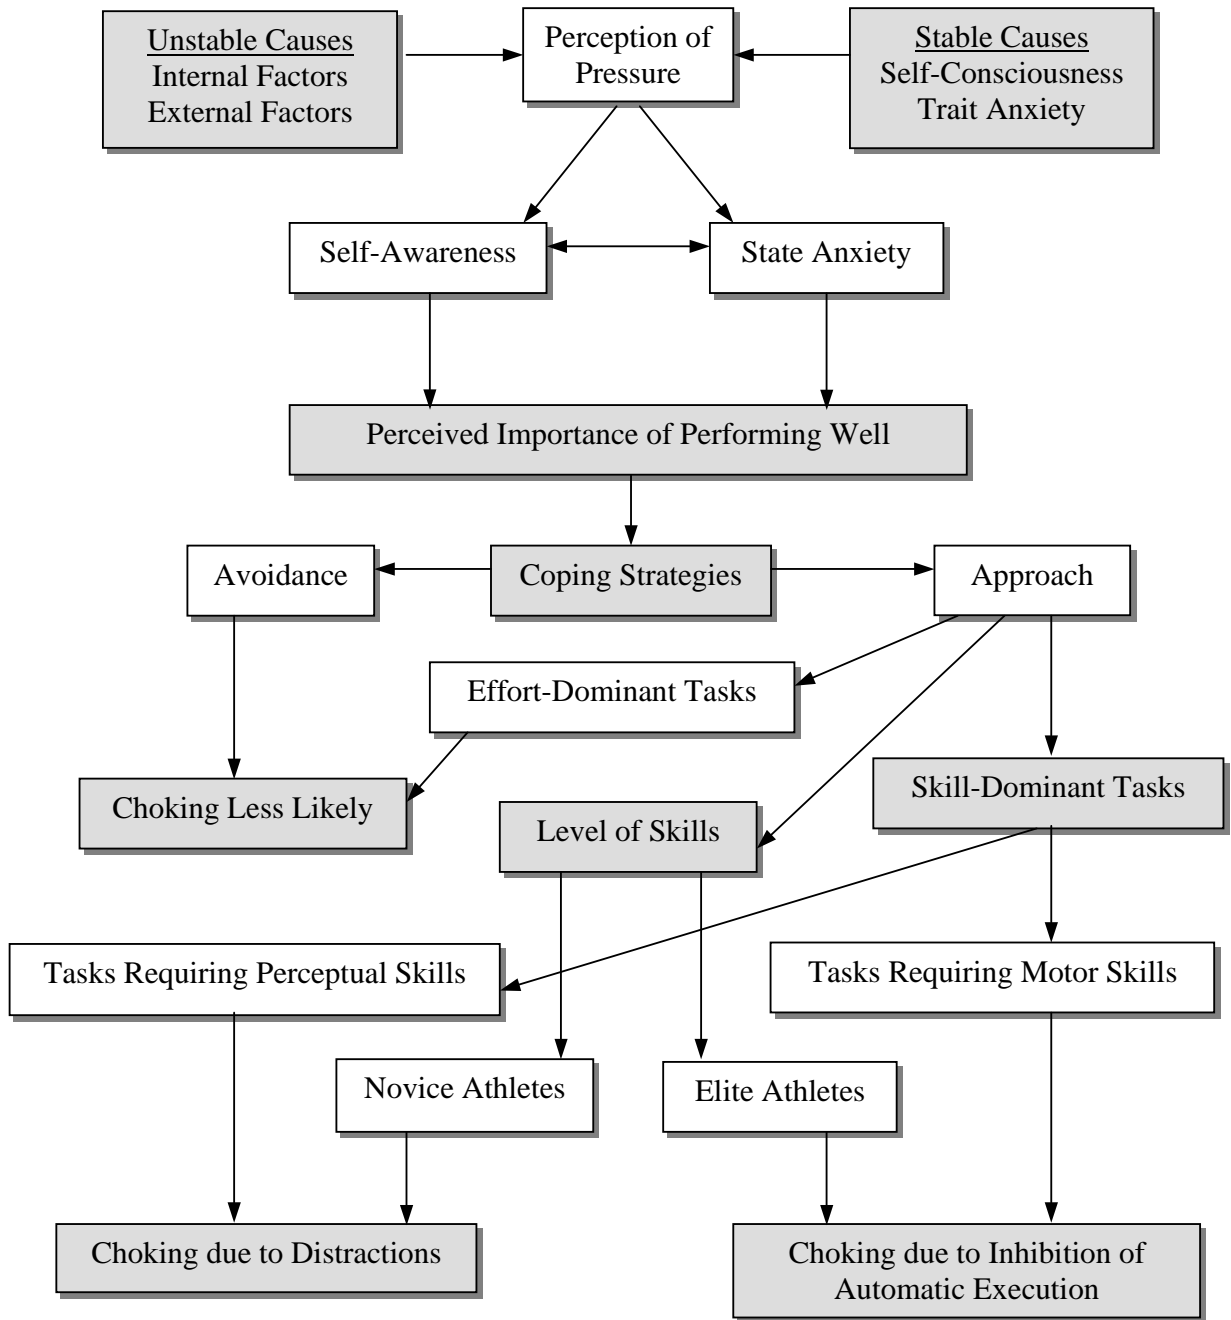 Unstable Causes
Internal Factors
External Factors
Perception of
Pressure
Stable Causes
Self-Consciousness
Trait Anxiety
Self-Awareness
State Anxiety
Perceived Importance of Performing Well
Avoidance
Coping Strategies
Approach
Effort-Dominant Tasks
Choking Less Likely
Level of Skills
Skill-Dominant Tasks
Tasks Requiring Perceptual Skills
Tasks Requiring Motor Skills
Novice Athletes
Elite Athletes
Choking due to Distractions
Choking due to Inhibition of
Automatic Execution